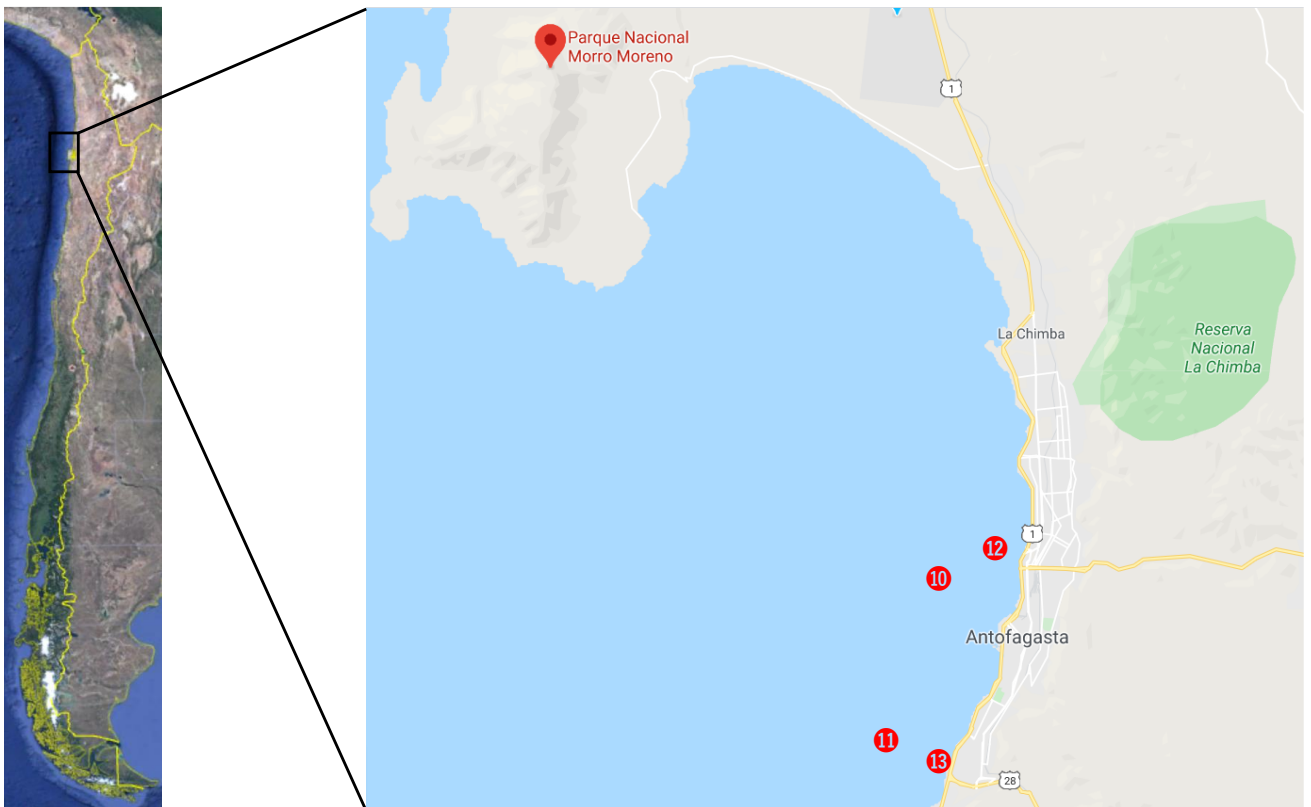 Parque Nacional
Morro Moreno
1
La Chimba
Reserva
Nacional
La Chimba
1
12
10
Antofagasta
11
13
28